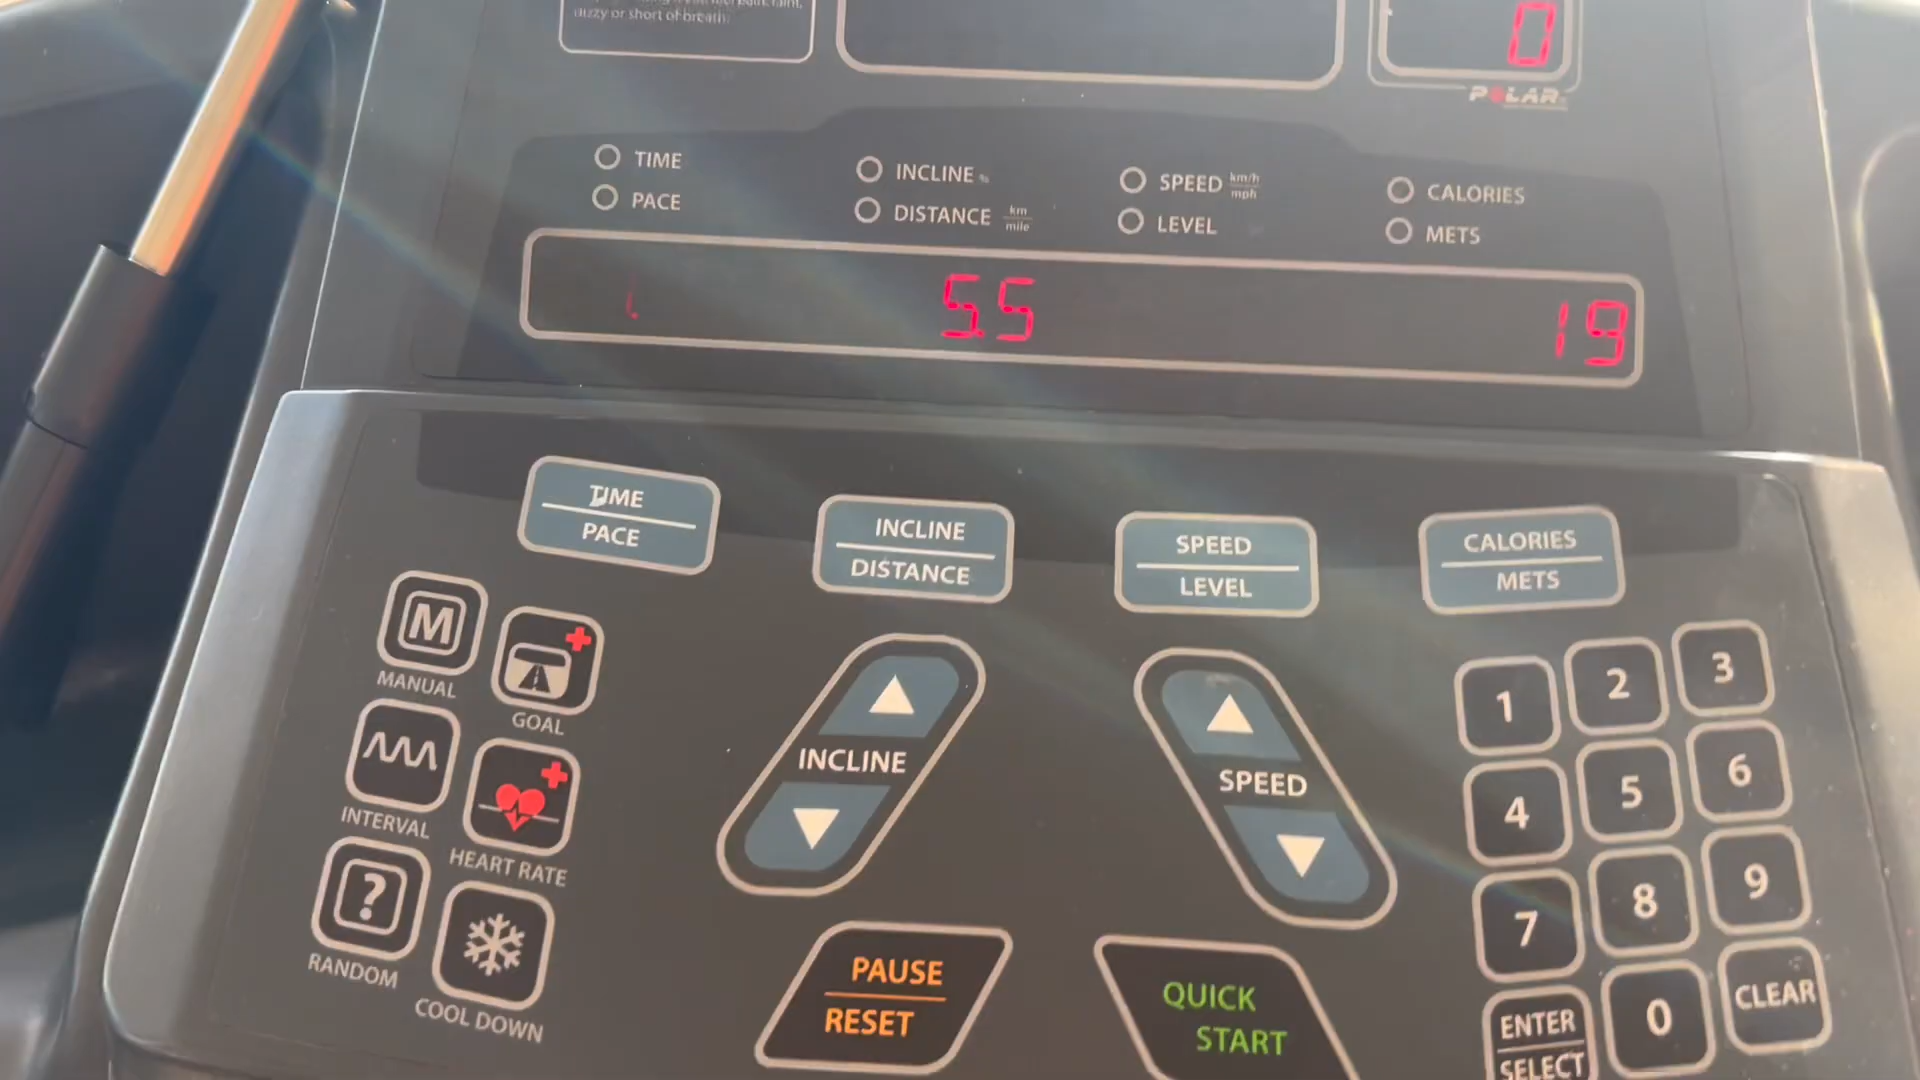 dizzy or short of breath.
0
POLAR
TIME
PACE
INCLINE %
DISTANCE km mile
SPEED km/h mph
LEVEL
CALORIES
METS
5.5
19
TIME
PACE
INCLINE
DISTANCE
SPEED
LEVEL
CALORIES
METS
M
MANUAL
GOAL
INTERVAL
HEART RATE
?
RANDOM
COOL DOWN
INCLINE
SPEED
PAUSE
RESET
QUICK
START
1 2 3
4 5 6
7 8 9
ENTER
SELECT
0
CLEAR